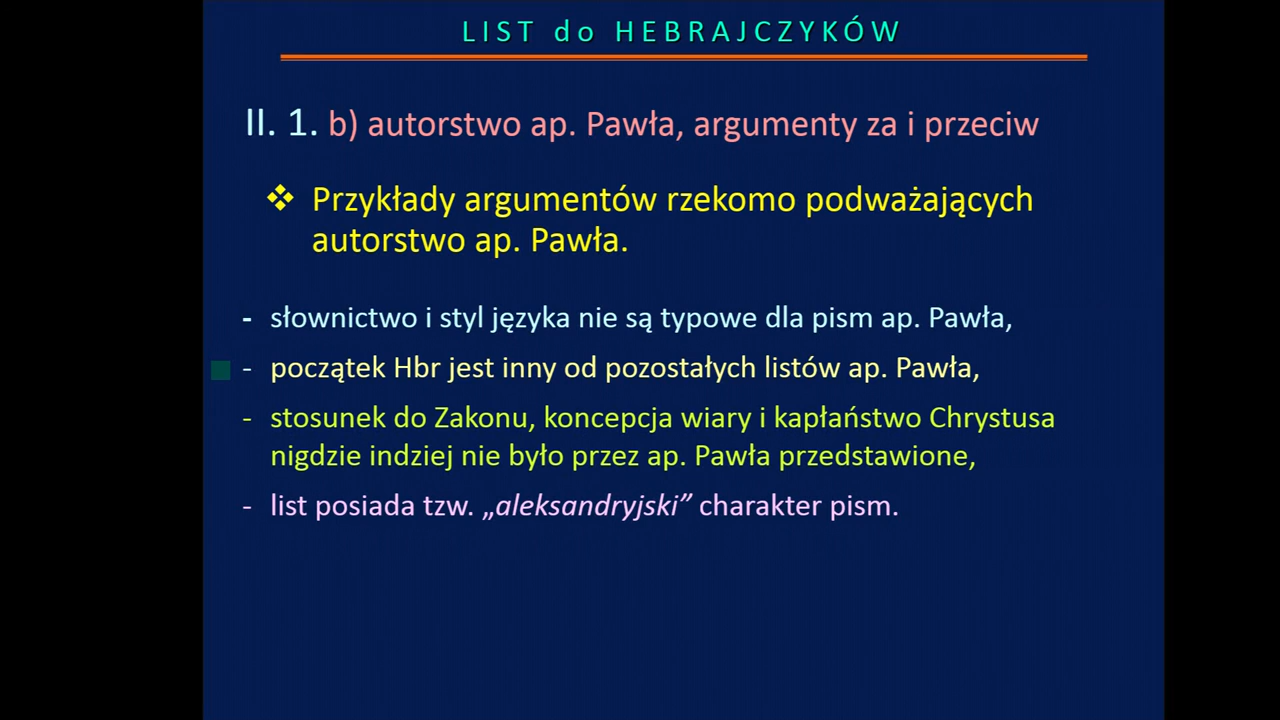 LIST do HEBRAJCZYKÓW
II. 1. b) autorstwo ap. Pawła, argumenty za i przeciw
❖ Przykłady argumentów rzekomo podważających
autorstwo ap. Pawła.
- słownictwo i styl języka nie są typowe dla pism ap. Pawła,
- początek Hbr jest inny od pozostałych listów ap. Pawła,
- stosunek do Zakonu, koncepcja wiary i kapłaństwo Chrystusa
nigdzie indziej nie było przez ap. Pawła przedstawione,
- list posiada tzw. „aleksandryjski” charakter pism.